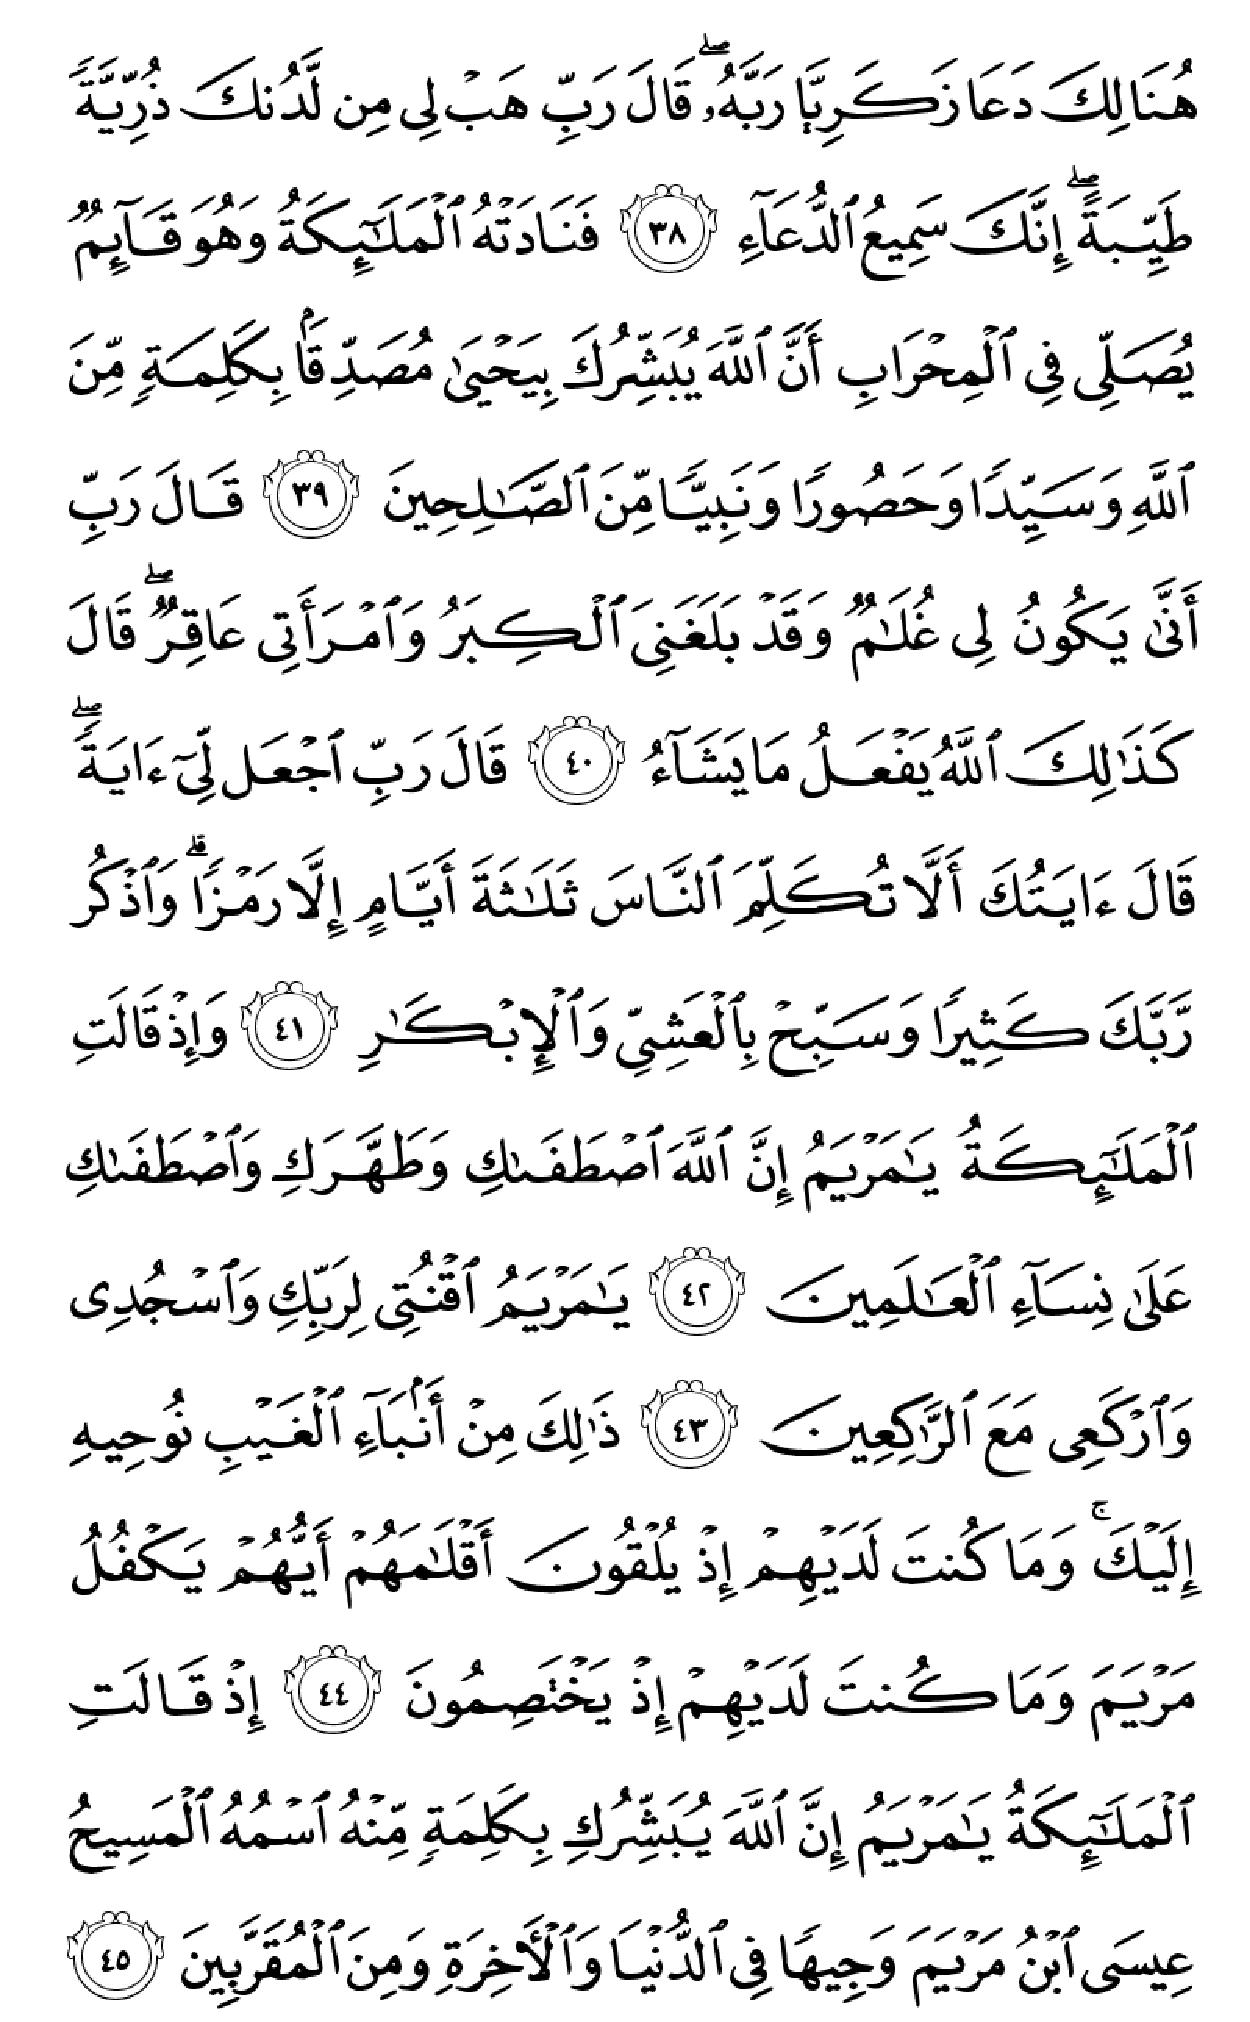 هُنَالِكَ دَعَا زَكَرِيَّا رَبَّهُۥۖ قَالَ رَبِّ هَبۡ لِي مِن لَّدُنكَ ذُرِّيَّةٗ
طَيِّبَةًۖ إِنَّكَ سَمِيعُ ٱلدُّعَآءِ ٣٨ فَنَادَتۡهُ ٱلۡمَلَـٰٓئِكَةُ وَهُوَ قَآئِمٞ
يُصَلِّي فِي ٱلۡمِحۡرَابِ أَنَّ ٱللَّهَ يُبَشِّرُكَ بِيَحۡيَىٰ مُصَدِّقَۢا بِكَلِمَةٖ مِّنَ
ٱللَّهِ وَسَيِّدٗا وَحَصُورٗا وَنَبِيّٗا مِّنَ ٱلصَّـٰلِحِينَ ٣٩ قَالَ رَبِّ
أَنَّىٰ يَكُونُ لِي غُلَـٰمٞ وَقَدۡ بَلَغَنِيَ ٱلۡكِبَرُ وَٱمۡرَأَتِي عَاقِرٞۖ قَالَ
كَذَٰلِكَ ٱللَّهُ يَفۡعَلُ مَا يَشَآءُ ٤٠ قَالَ رَبِّ ٱجۡعَل لِّيٓ ءَايَةٗۖ
قَالَ ءَايَتُكَ أَلَّا تُكَلِّمَ ٱلنَّاسَ ثَلَـٰثَةَ أَيَّامٍ إِلَّا رَمۡزٗاۗ وَٱذۡكُر
رَّبَّكَ كَثِيرٗا وَسَبِّحۡ بِٱلۡعَشِيِّ وَٱلۡإِبۡكَـٰرِ ٤١ وَإِذۡ قَالَتِ
ٱلۡمَلَـٰٓئِكَةُ يَـٰمَرۡيَمُ إِنَّ ٱللَّهَ ٱصۡطَفَىٰكِ وَطَهَّرَكِ وَٱصۡطَفَىٰكِ
عَلَىٰ نِسَآءِ ٱلۡعَـٰلَمِينَ ٤٢ يَـٰمَرۡيَمُ ٱقۡنُتِي لِرَبِّكِ وَٱسۡجُدِي
وَٱرۡكَعِي مَعَ ٱلرَّٰكِعِينَ ٤٣ ذَٰلِكَ مِنۡ أَنۢبَآءِ ٱلۡغَيۡبِ نُوحِيهِ
إِلَيۡكَۚ وَمَا كُنتَ لَدَيۡهِمۡ إِذۡ يُلۡقُونَ أَقۡلَـٰمَهُمۡ أَيُّهُمۡ يَكۡفُلُ
مَرۡيَمَ وَمَا كُنتَ لَدَيۡهِمۡ إِذۡ يَخۡتَصِمُونَ ٤٤ إِذۡ قَالَتِ
ٱلۡمَلَـٰٓئِكَةُ يَـٰمَرۡيَمُ إِنَّ ٱللَّهَ يُبَشِّرُكِ بِكَلِمَةٖ مِّنۡهُ ٱسۡمُهُ ٱلۡمَسِيحُ
عِيسَى ٱبۡنُ مَرۡيَمَ وَجِيهٗا فِي ٱلدُّنۡيَا وَٱلۡأٓخِرَةِ وَمِنَ ٱلۡمُقَرَّبِينَ ٤٥